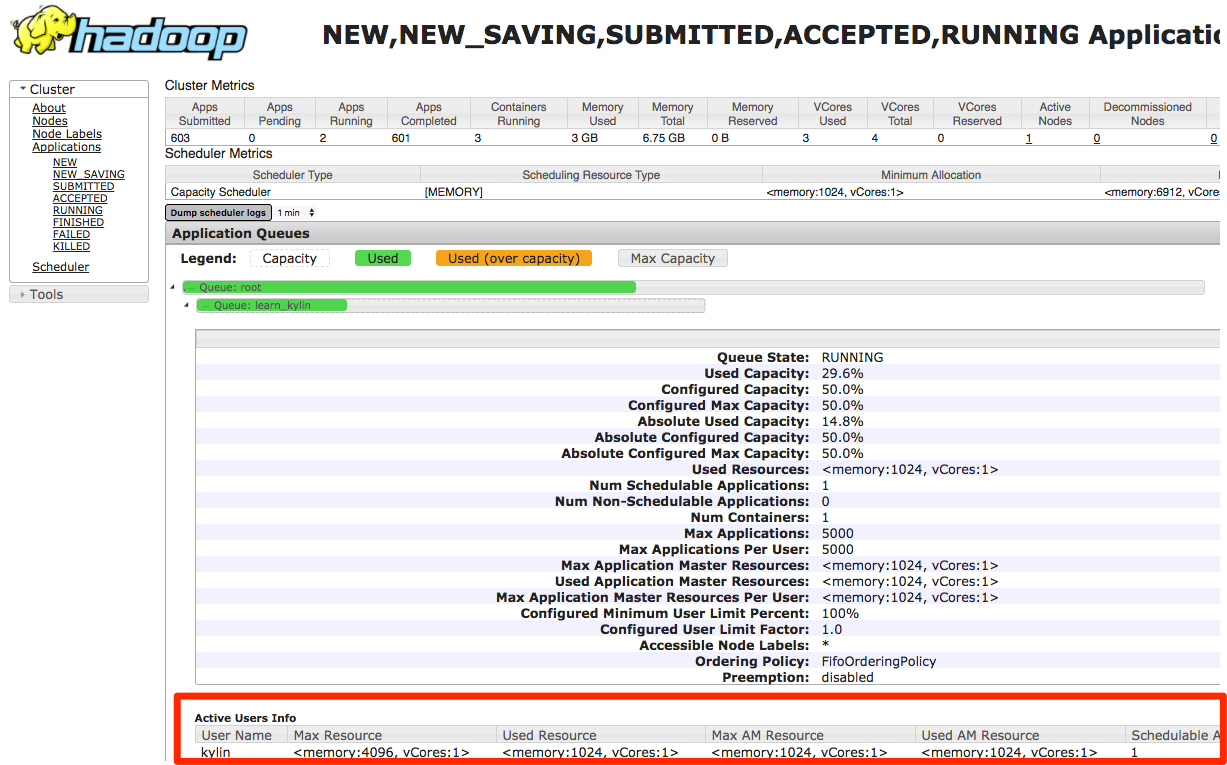 hadoop
NEW,NEW_SAVING,SUBMITTED,ACCEPTED,RUNNING Applicatio
Cluster
About
Nodes
Node Labels
Applications
NEW
NEW_SAVING
SUBMITTED
ACCEPTED
RUNNING
FINISHED
FAILED
KILLED
Scheduler
Tools
Cluster Metrics
Apps Submitted Apps Pending Apps Running Apps Completed Containers Running Memory Used Memory Total Memory Reserved VCores Used VCores Total VCores Reserved Active Nodes Decommissioned Nodes
603 0 2 601 3 3 GB 6.75 GB 0 B 3 4 0 1 0 0
Scheduler Metrics
Scheduler Type Scheduling Resource Type Minimum Allocation
Capacity Scheduler [MEMORY] <memory:1024, vCores:1> <memory:6912, vCores
Dump scheduler logs 1 min
Application Queues
Legend: Capacity Used Used (over capacity) Max Capacity
Queue: root
Queue: learn_kylin
Queue State: RUNNING
Used Capacity: 29.6%
Configured Capacity: 50.0%
Configured Max Capacity: 50.0%
Absolute Used Capacity: 14.8%
Absolute Configured Capacity: 50.0%
Absolute Configured Max Capacity: 50.0%
Used Resources: <memory:1024, vCores:1>
Num Schedulable Applications: 1
Num Non-Schedulable Applications: 0
Num Containers: 1
Max Applications: 5000
Max Applications Per User: 5000
Max Application Master Resources: <memory:1024, vCores:1>
Used Application Master Resources: <memory:1024, vCores:1>
Max Application Master Resources Per User: <memory:1024, vCores:1>
Configured Minimum User Limit Percent: 100%
Configured User Limit Factor: 1.0
Accessible Node Labels: *
Ordering Policy: FifoOrderingPolicy
Preemption: disabled
Active Users Info
User Name Max Resource Used Resource Max AM Resource Used AM Resource Schedulable A
kylin <memory:4096, vCores:1> <memory:1024, vCores:1> <memory:1024, vCores:1> <memory:1024, vCores:1> 1